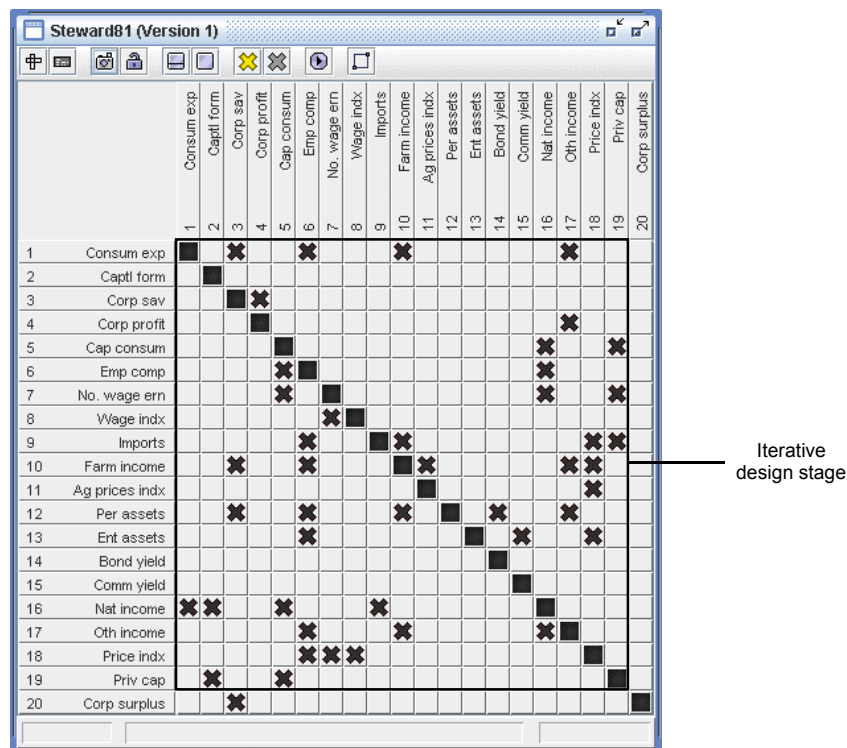 Steward81 (Version 1)
Consum exp
Captl form
Corp sav
Corp profit
Cap consum
Emp comp
No. wage ern
Wage indx
Imports
Farm income
Ag prices indx
Per assets
Ent assets
Bond yield
Comm yield
Nat income
Oth income
Price indx
Priv cap
Corp surplus
1 2 3 4 5 6 7 8 9 10 11 12 13 14 15 16 17 18 19 20
1 Consum exp
2 Captl form
3 Corp sav
4 Corp profit
5 Cap consum
6 Emp comp
7 No. wage ern
8 Wage indx
9 Imports
10 Farm income
11 Ag prices indx
12 Per assets
13 Ent assets
14 Bond yield
15 Comm yield
16 Nat income
17 Oth income
18 Price indx
19 Priv cap
20 Corp surplus
Iterative
design stage